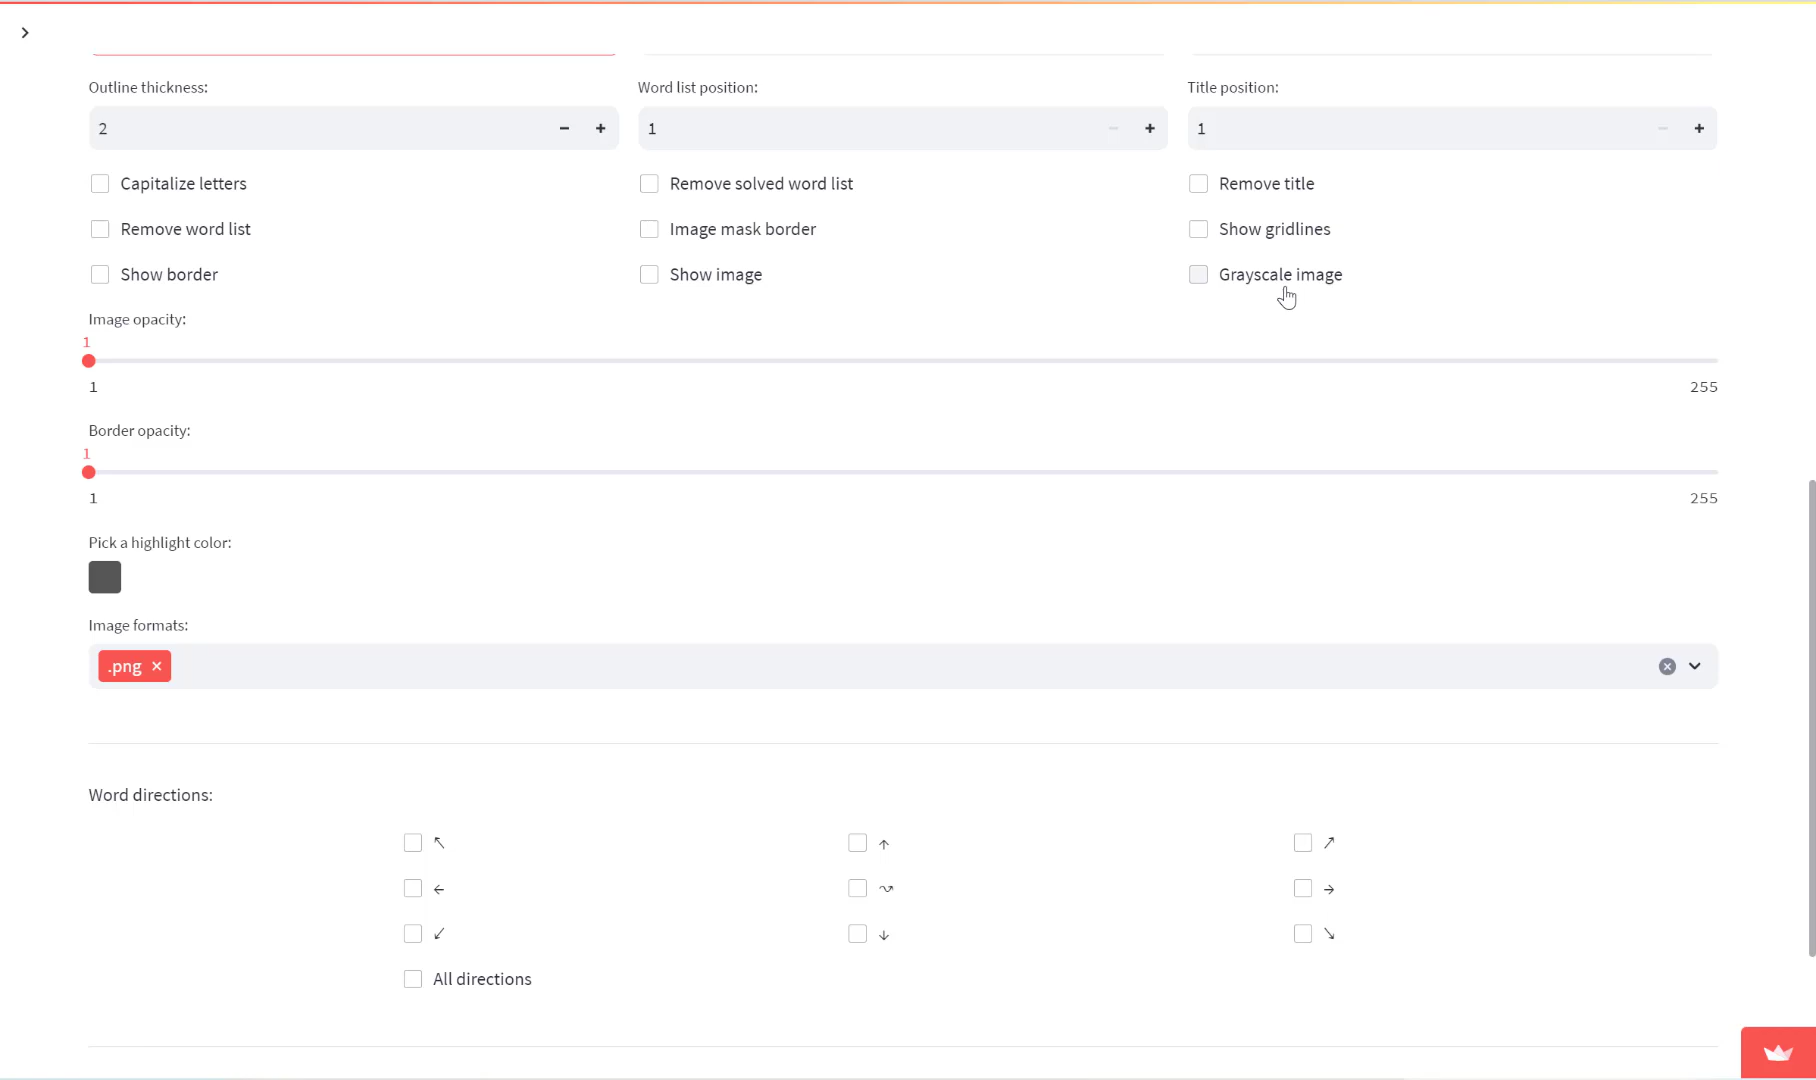 Outline thickness: Word list position: Title position:
2 1 1
Capitalize letters Remove solved word list Remove title
Remove word list Image mask border Show gridlines
Show border Show image Grayscale image
Image opacity:
1
1 255
Border opacity:
1
1 255
Pick a highlight color:
Image formats:
.png
Word directions:
↖ ↑ ↗
← ↝ →
↙ ↓ ↘
All directions